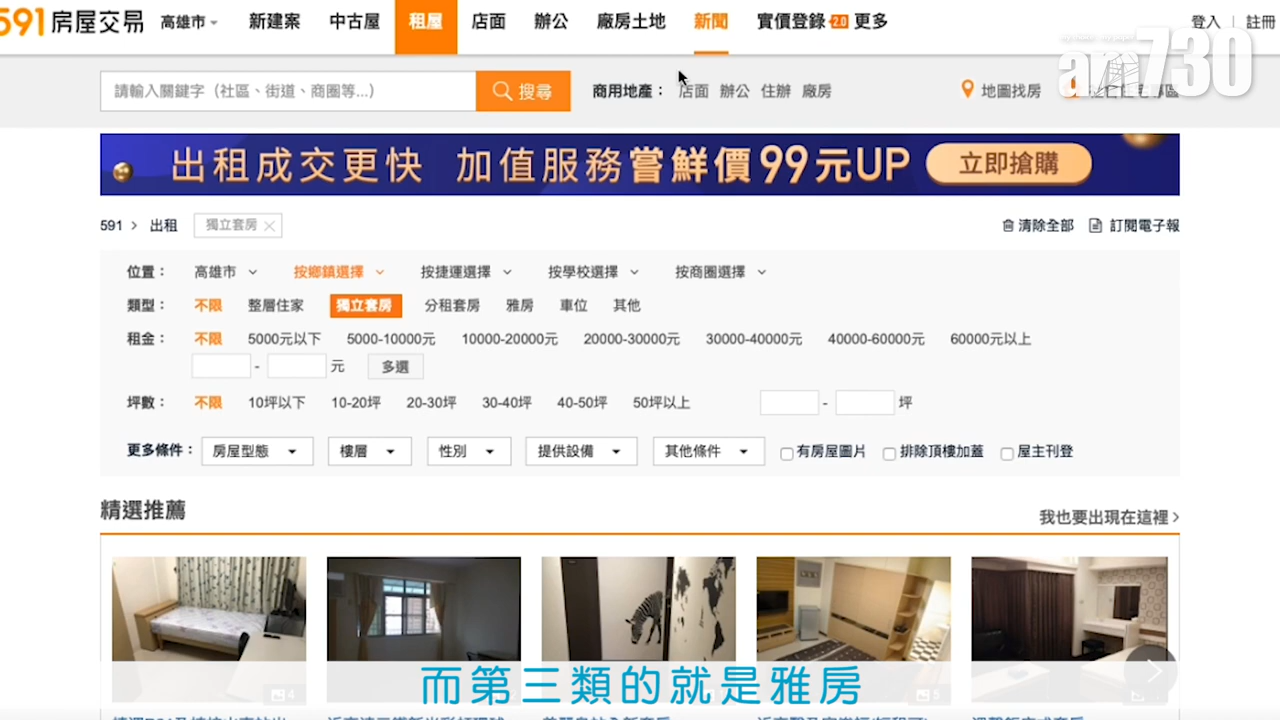 591 房屋交易 高雄市 新建案 中古屋 租屋 店面 辦公 廠房土地 新聞 實價登錄 2.0 更多 登入 | 註冊
am730
請輸入關鍵字（社區、街道、商圈等...） 搜尋 商用地產： 店面 辦公 住辦 廠房 地圖找房
出租成交更快 加值服務嘗鮮價99元UP 立即搶購
591 > 出租 獨立套房 清除全部 訂閱電子報
位置： 高雄市 按鄉鎮選擇 按捷運選擇 按學校選擇 按商圈選擇
類型： 不限 整層住家 獨立套房 分租套房 雅房 車位 其他
租金： 不限 5000元以下 5000-10000元 10000-20000元 20000-30000元 30000-40000元 40000-60000元 60000元以上
- 元 多選
坪數： 不限 10坪以下 10-20坪 20-30坪 30-40坪 40-50坪 50坪以上 - 坪
更多條件： 房屋型態 樓層 性別 提供設備 其他條件 有房屋圖片 排除頂樓加蓋 屋主刊登
精選推薦 我也要出現在這裡 >
4 5
而第三類的就是雅房